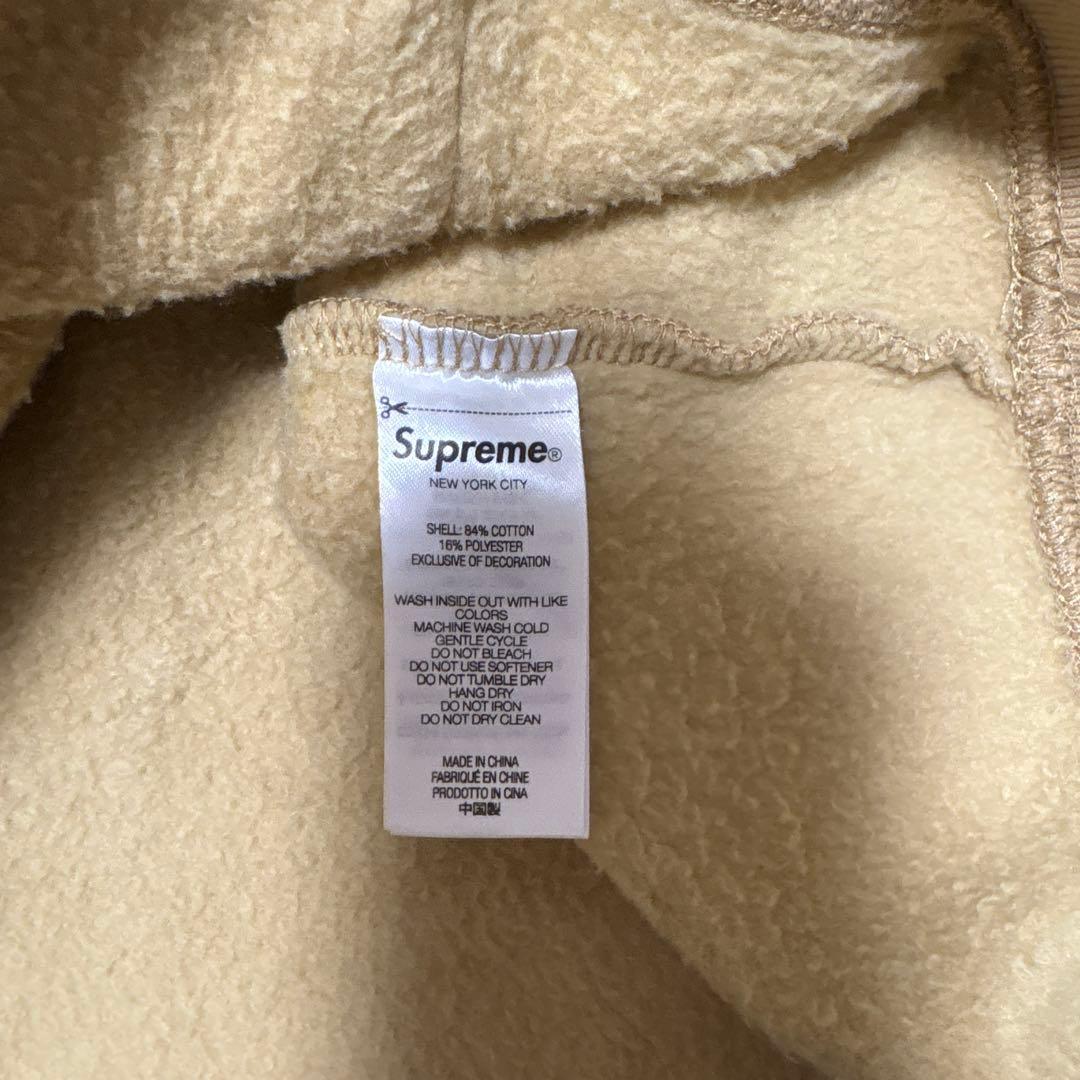 Supreme®
NEW YORK CITY
SHELL: 84% COTTON
16% POLYESTER
EXCLUSIVE OF DECORATION
WASH INSIDE OUT WITH LIKE
COLORS
MACHINE WASH COLD
GENTLE CYCLE
DO NOT BLEACH
DO NOT USE SOFTENER
DO NOT TUMBLE DRY
HANG DRY
DO NOT IRON
DO NOT DRY CLEAN
MADE IN CHINA
FABRIQUÉ EN CHINE
PRODOTTO IN CINA
中国製